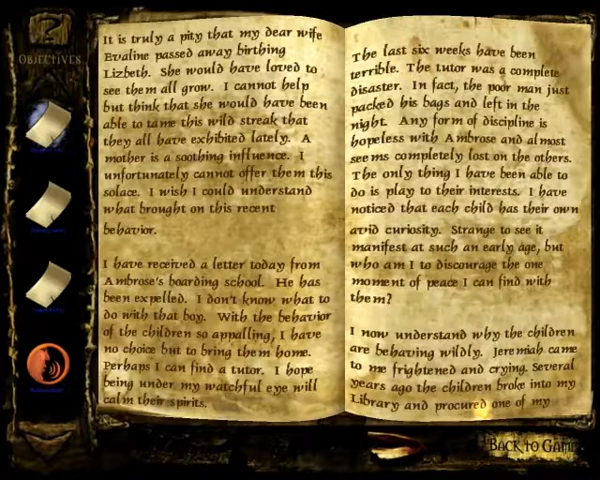 OBJECTIVES
It is truly a pity that my dear wife
Evaline passed away birthing
Lizbeth. She would have loved to
see them all grow. I cannot help
but think that she would have been
able to tame this wild streak that
they all have exhibited lately. A
mother is a soothing influence. I
unfortunately cannot offer them this
solace. I wish I could understand
what brought on this recent
behavior.
I have received a letter today from
Ambrose's boarding school. He has
been expelled. I don't know what to
do with that boy. With the behavior
of the children so appalling, I have
no choice but to bring them home.
Perhaps I can find a tutor. I hope
being under my watchful eye will
calm their spirits.
The last six weeks have been
terrible. The tutor was a complete
disaster. In fact, the poor man just
packed his bags and left in the
night. Any form of discipline is
hopeless with Ambrose and almost
seems completely lost on the others.
The only thing I have been able to
do is play to their interests. I have
noticed that each child has their own
avid curiosity. Strange to see it
manifest at such an early age, but
who am I to discourage the one
moment of peace I can find with
them?
I now understand why the children
are behaving wildly. Jeremiah came
to me frightened and crying. Several
years ago the children broke into my
Library and procured one of my
BACK TO GAME